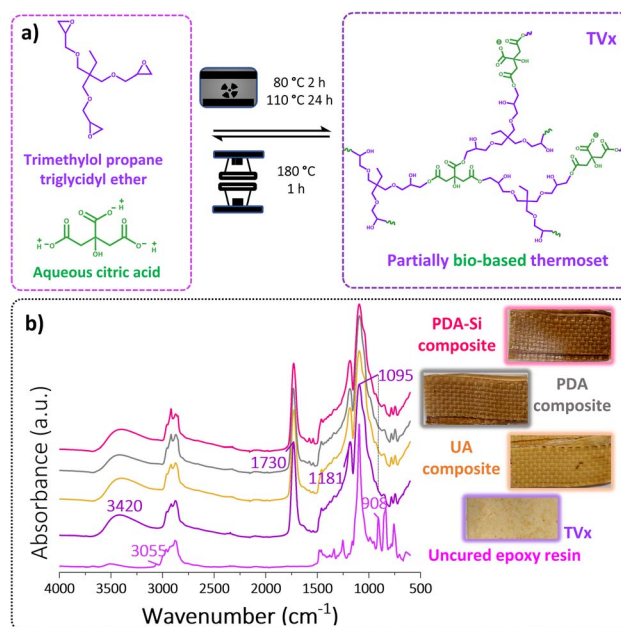 a)
Trimethylol propane
triglycidyl ether
Aqueous citric acid
80 °C 2 h
110 °C 24 h
180 °C
1 h
TVx
Partially bio-based thermoset
b)
Absorbance (a.u.)
3420
3055
1730
1181
1095
908
4000 3500 3000 2500 2000 1500 1000 500
Wavenumber (cm⁻¹)
PDA-Si
composite
PDA
composite
UA
composite
TVx
Uncured epoxy resin